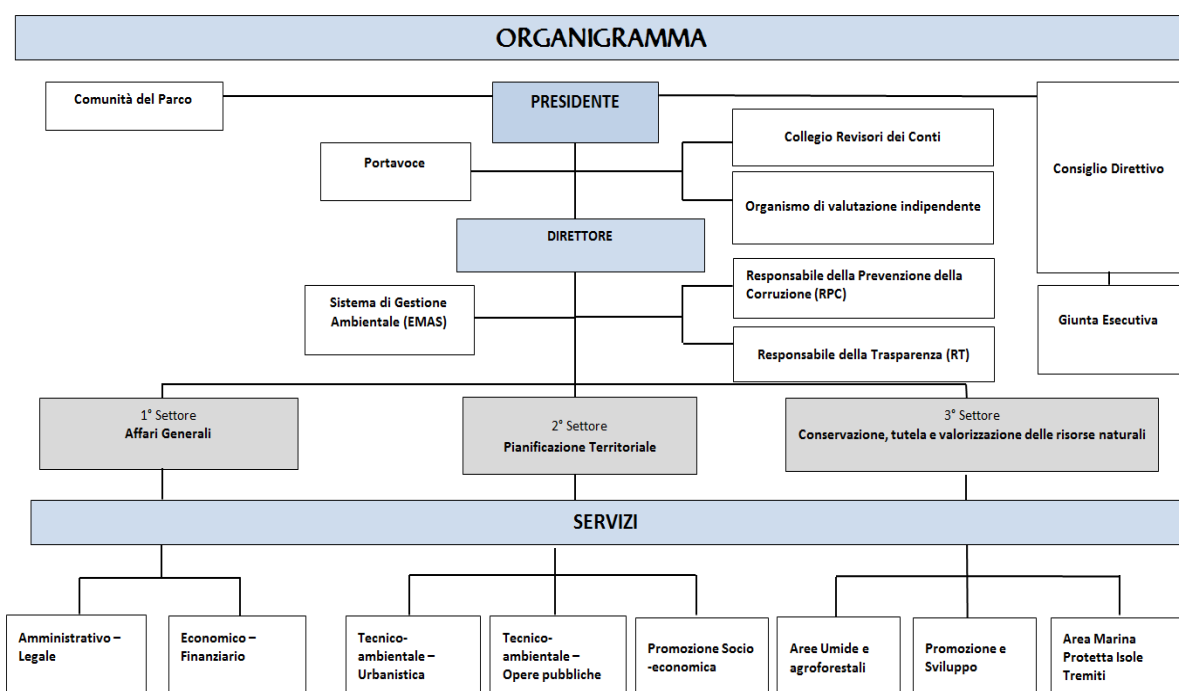 ORGANIGRAMMA
Comunità del Parco
PRESIDENTE
Consiglio Direttivo
Portavoce
Collegio Revisori dei Conti
Organismo di valutazione indipendente
DIRETTORE
Sistema di Gestione
Ambientale (EMAS)
Responsabile della Prevenzione della
Corruzione (RPC)
Responsabile della Trasparenza (RT)
Giunta Esecutiva
1° Settore
Affari Generali
2° Settore
Pianificazione Territoriale
3° Settore
Conservazione, tutela e valorizzazione delle risorse naturali
SERVIZI
Amministrativo –
Legale
Economico –
Finanziario
Tecnico-
ambientale –
Urbanistica
Tecnico-
ambientale –
Opere pubbliche
Promozione Socio
-economica
Aree Umide e
agroforestali
Promozione e
Sviluppo
Area Marina
Protetta Isole
Tremiti